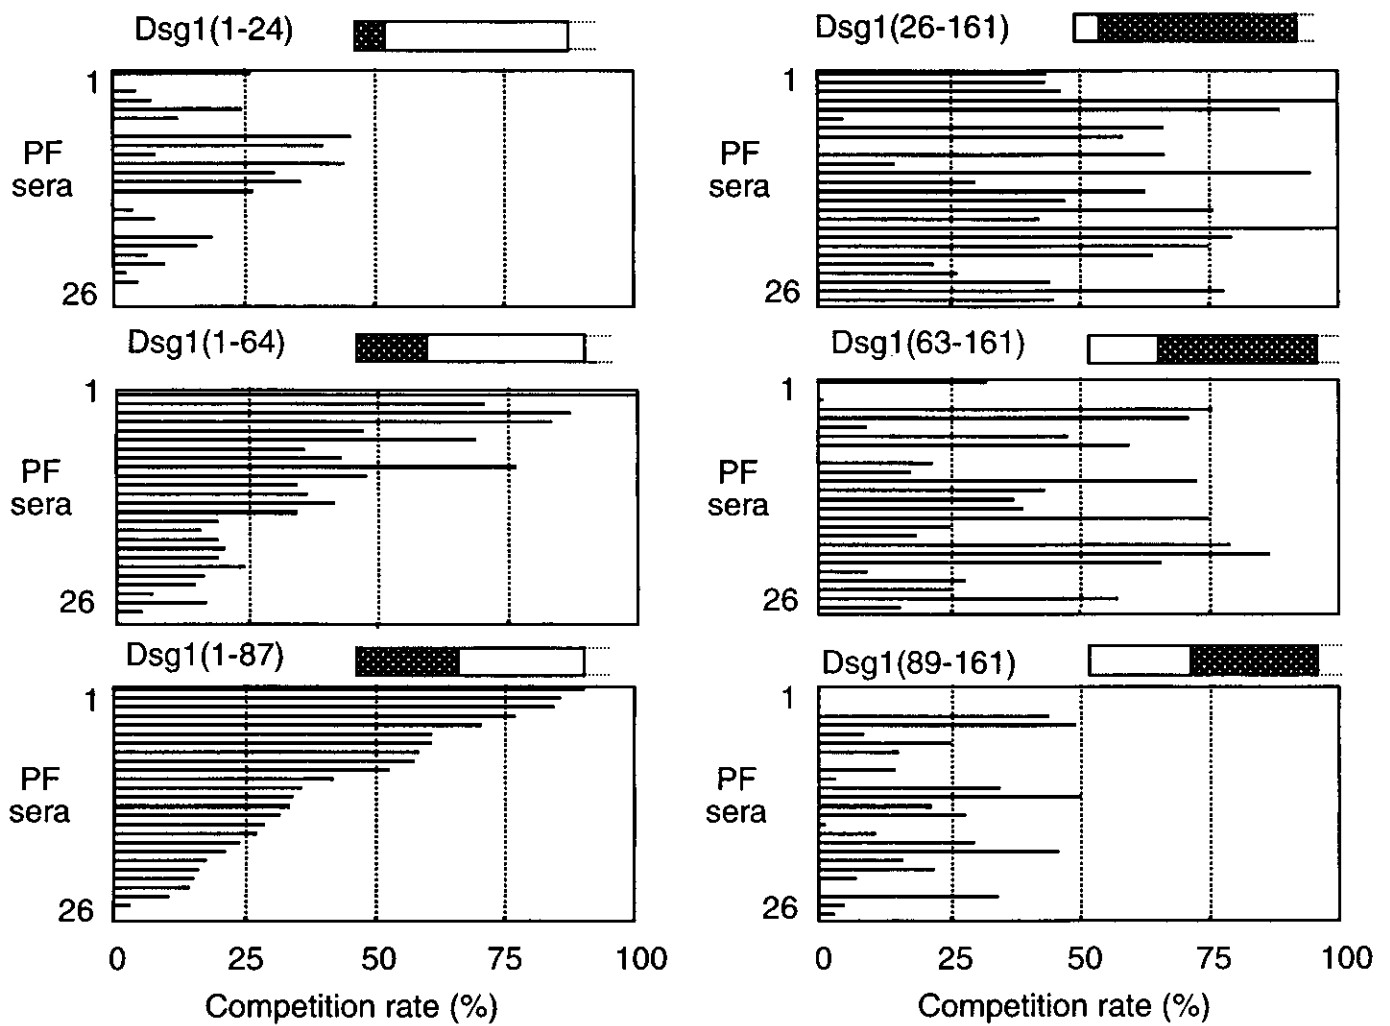 Dsg1(1-24)
1
PF
sera
26
Dsg1(26-161)
1
PF
sera
26
Dsg1(1-64)
1
PF
sera
26
Dsg1(63-161)
1
PF
sera
26
Dsg1(1-87)
1
PF
sera
26
0 25 50 75 100
Competition rate (%)
Dsg1(89-161)
1
PF
sera
26
0 25 50 75 100
Competition rate (%)